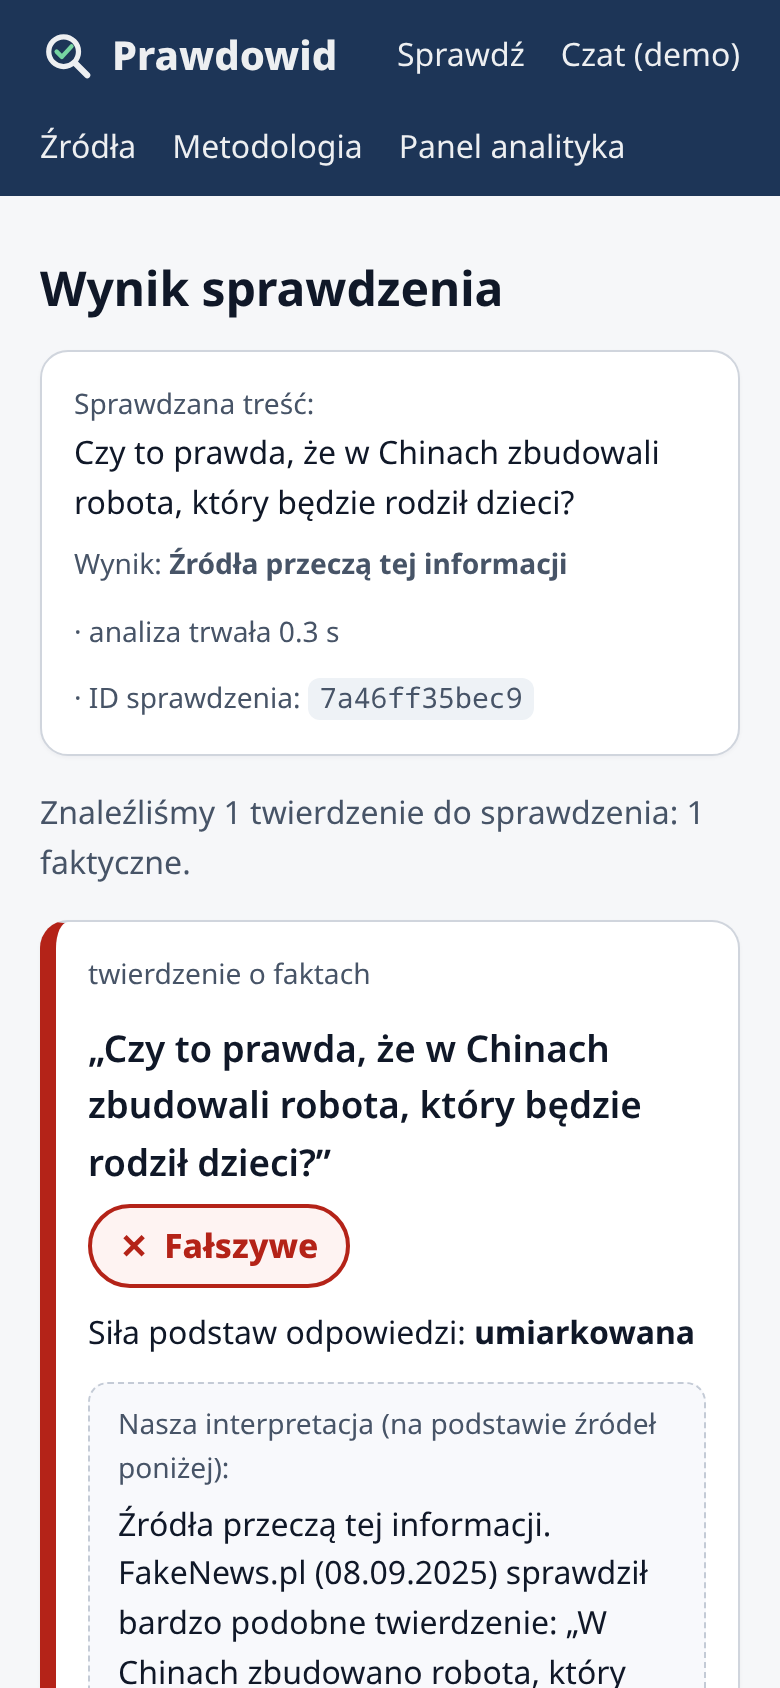 Prawdowid Sprawdź Czat (demo)
Źródła Metodologia Panel analityka
Wynik sprawdzenia
Sprawdzana treść:
Czy to prawda, że w Chinach zbudowali
robota, który będzie rodził dzieci?
Wynik: Źródła przeczą tej informacji
· analiza trwała 0.3 s
· ID sprawdzenia: 7a46ff35bec9
Znaleźliśmy 1 twierdzenie do sprawdzenia: 1
faktyczne.
twierdzenie o faktach
„Czy to prawda, że w Chinach
zbudowali robota, który będzie
rodził dzieci?”
✕ Fałszywe
Siła podstaw odpowiedzi: umiarkowana
Nasza interpretacja (na podstawie źródeł
poniżej):
Źródła przeczą tej informacji.
FakeNews.pl (08.09.2025) sprawdził
bardzo podobne twierdzenie: „W
Chinach zbudowano robota, który